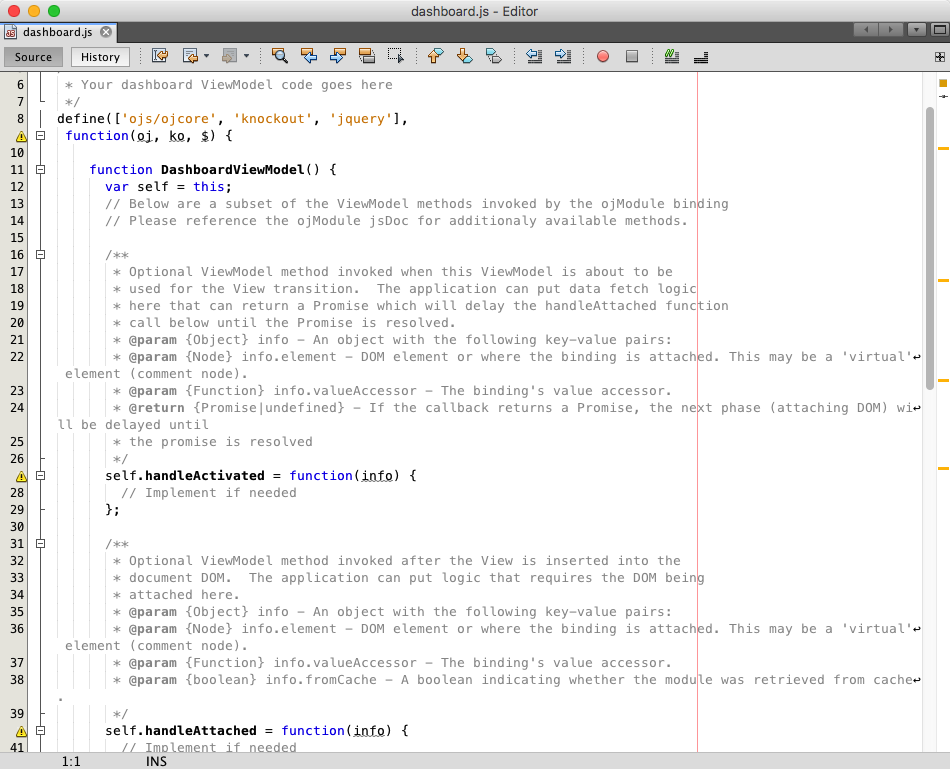 dashboard.js - Editor
dashboard.js
Source History
6 * Your dashboard ViewModel code goes here
7 */
8 define(['ojs/ojcore', 'knockout', 'jquery'],
function(oj, ko, $) {
10
11 function DashboardViewModel() {
12 var self = this;
13 // Below are a subset of the ViewModel methods invoked by the ojModule binding
14 // Please reference the ojModule jsDoc for additionaly available methods.
15
16 /**
17 * Optional ViewModel method invoked when this ViewModel is about to be
18 * used for the View transition.  The application can put data fetch logic
19 * here that can return a Promise which will delay the handleAttached function
20 * call below until the Promise is resolved.
21 * @param {Object} info – An object with the following key-value pairs:
22 * @param {Node} info.element – DOM element or where the binding is attached. This may be a 'virtual'↩
element (comment node).
23 * @param {Function} info.valueAccessor – The binding's value accessor.
24 * @return {Promise|undefined} – If the callback returns a Promise, the next phase (attaching DOM) wi↩
ll be delayed until
25 * the promise is resolved
26 */
self.handleActivated = function(info) {
28 // Implement if needed
29 };
30
31 /**
32 * Optional ViewModel method invoked after the View is inserted into the
33 * document DOM.  The application can put logic that requires the DOM being
34 * attached here.
35 * @param {Object} info – An object with the following key-value pairs:
36 * @param {Node} info.element – DOM element or where the binding is attached. This may be a 'virtual'↩
element (comment node).
37 * @param {Function} info.valueAccessor – The binding's value accessor.
38 * @param {boolean} info.fromCache – A boolean indicating whether the module was retrieved from cache↩
.
39 */
self.handleAttached = function(info) {
41 // Implement if needed
1:1 INS